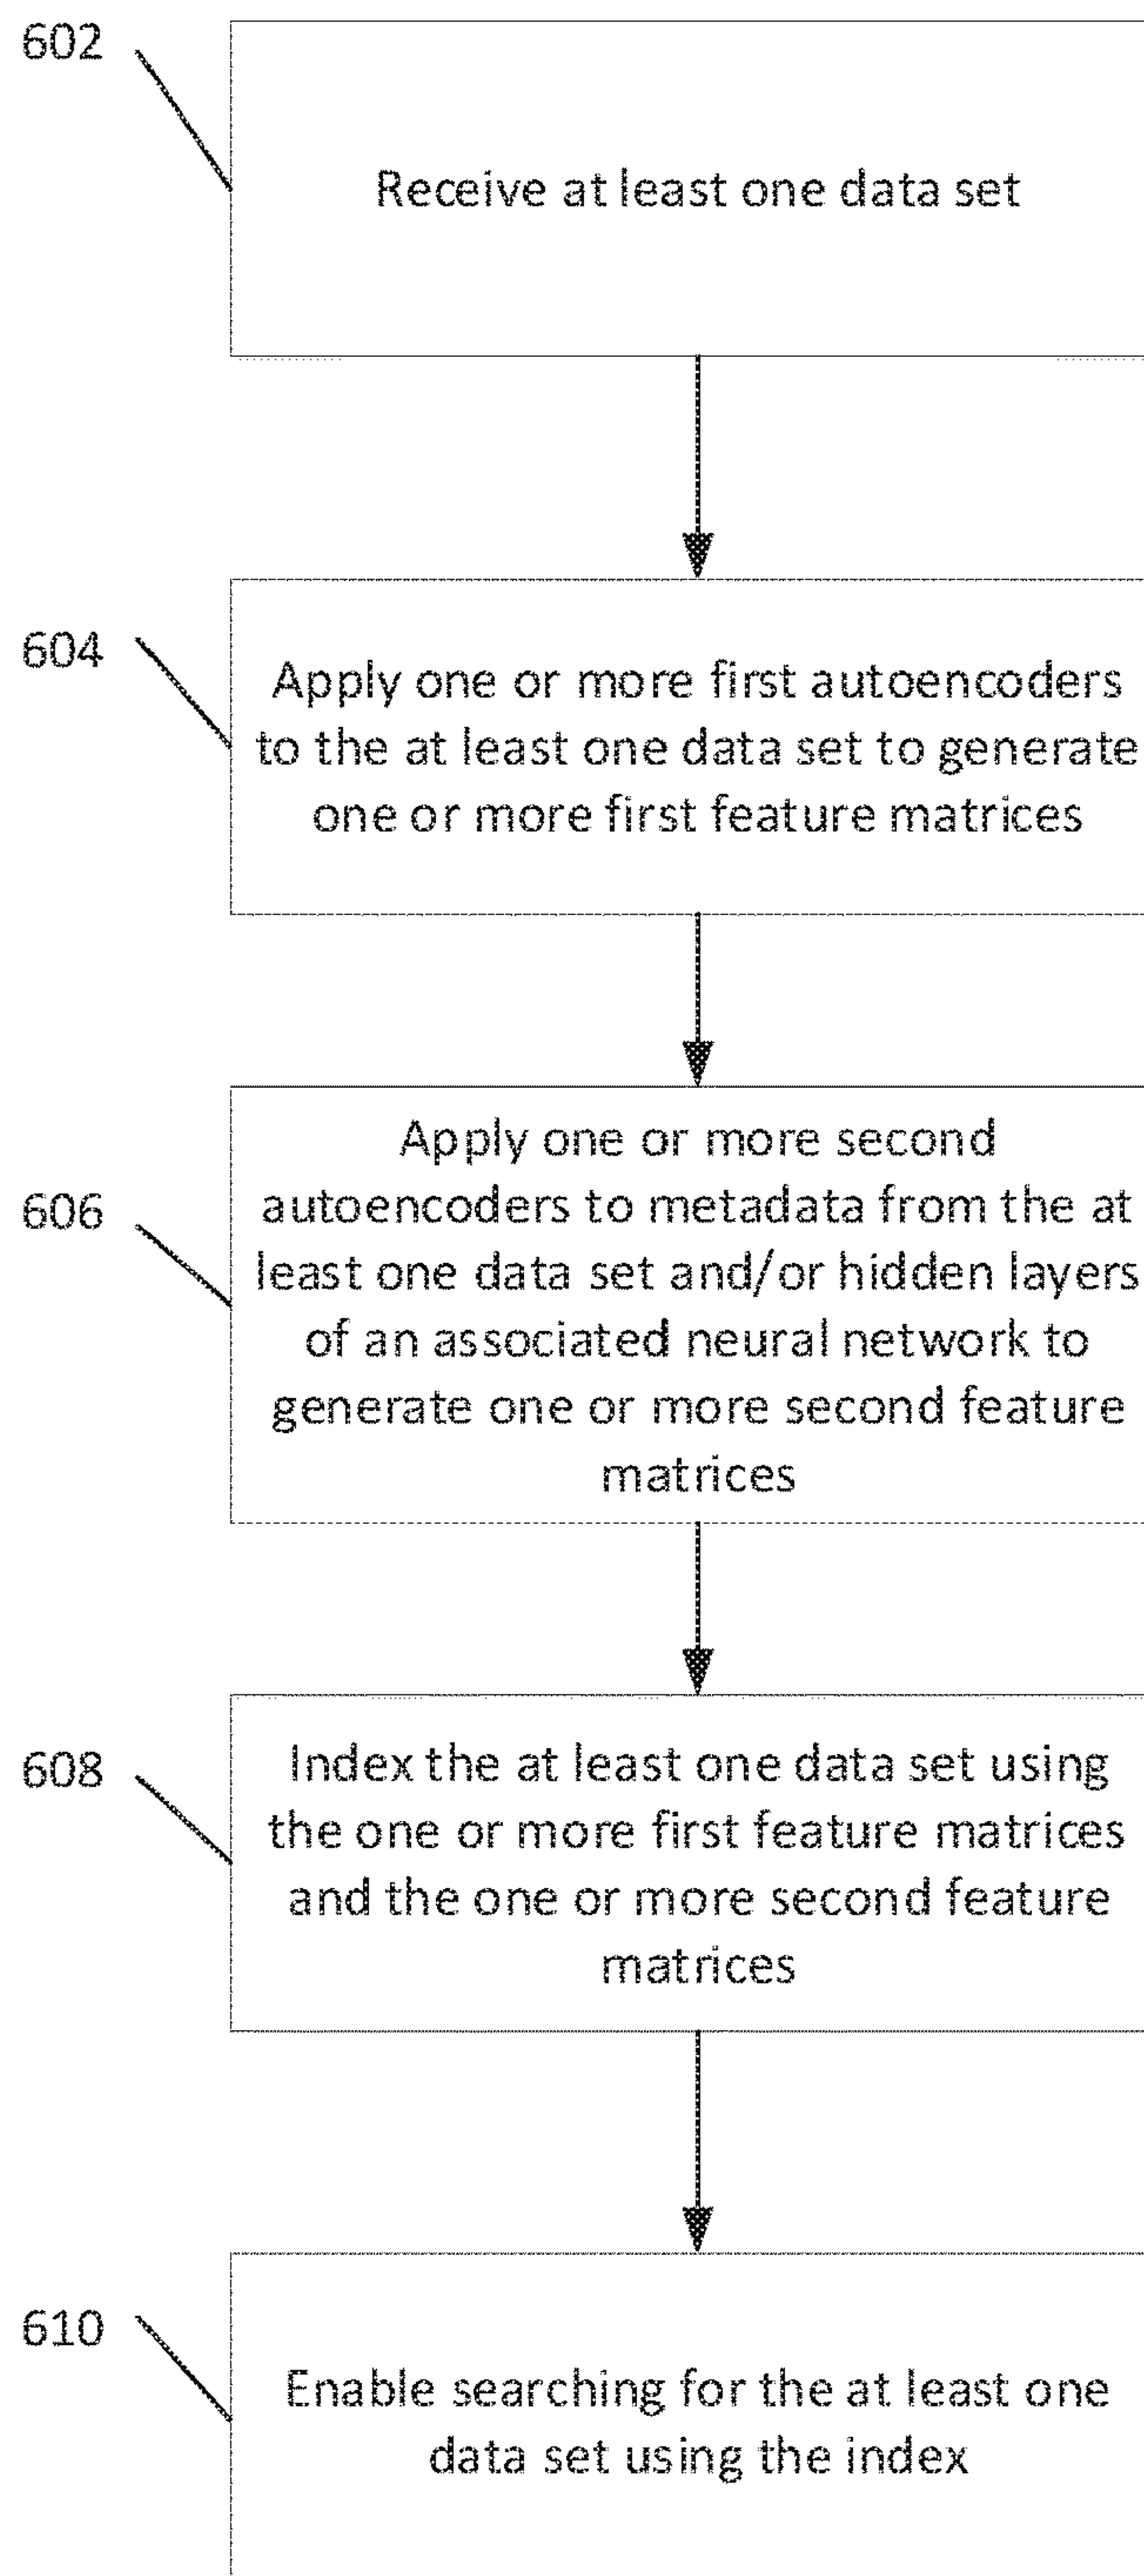 602
Receive at least one data set
604
Apply one or more first autoencoders
to the at least one data set to generate
one or more first feature matrices
606
Apply one or more second
autoencoders to metadata from the at
least one data set and/or hidden layers
of an associated neural network to
generate one or more second feature
matrices
608
Index the at least one data set using
the one or more first feature matrices
and the one or more second feature
matrices
610
Enable searching for the at least one
data set using the index